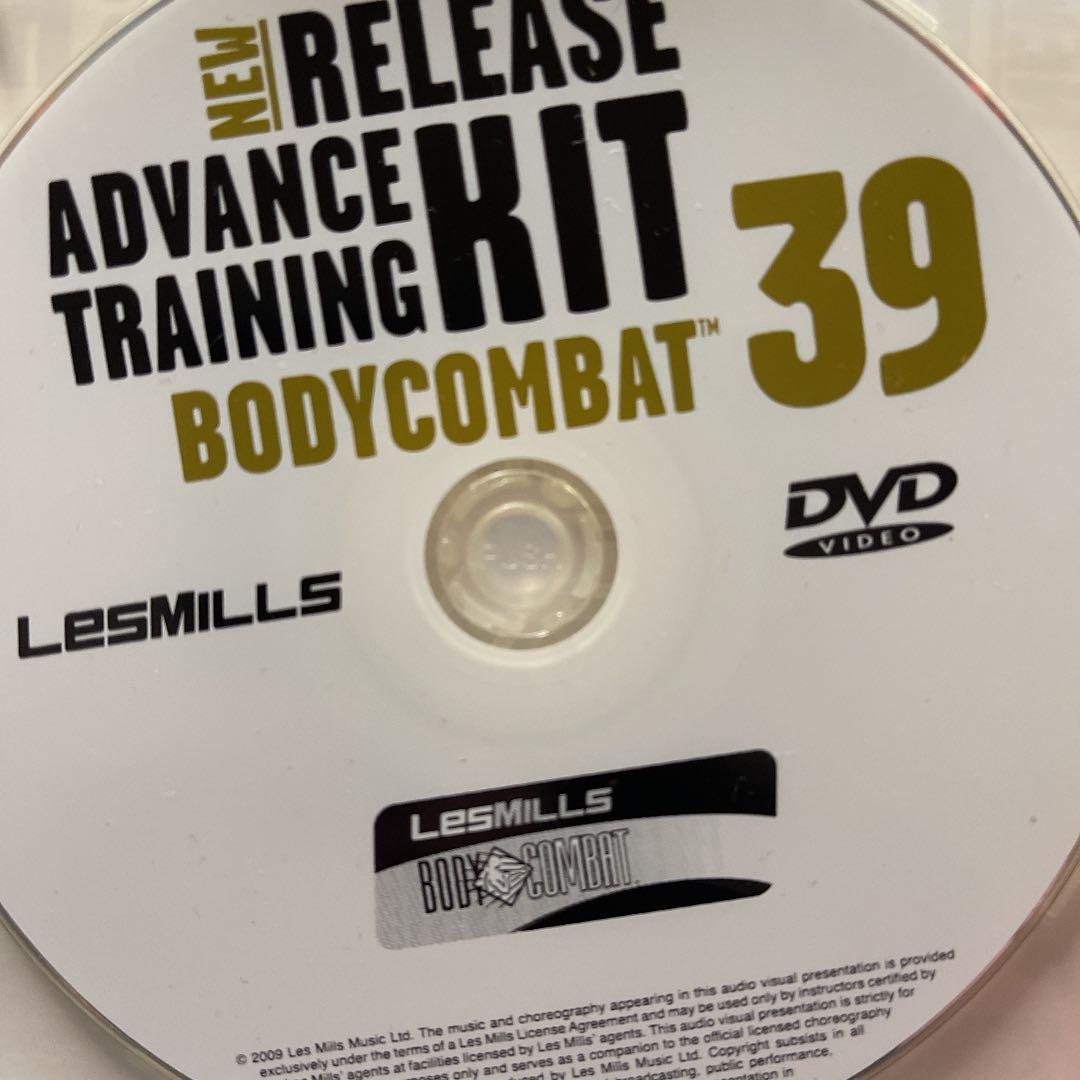 NEW RELEASE
ADVANCE
TRAINING KIT
BODYCOMBAT™ 39
DVD
VIDEO
LESMILLS
LESMILLS
BODY COMBAT
© 2009 Les Mills Music Ltd. The music and choreography appearing in this audio visual presentation is provided
exclusively under the terms of a Les Mills License Agreement and may be used only by instructors certified by
Les Mills' agents at facilities licensed by Les Mills' agents. This audio visual presentation is strictly for
only and serves as a companion to the official licensed choreography
by Les Mills Music Ltd. Copyright subsists in all
broadcasting, public performance,
in